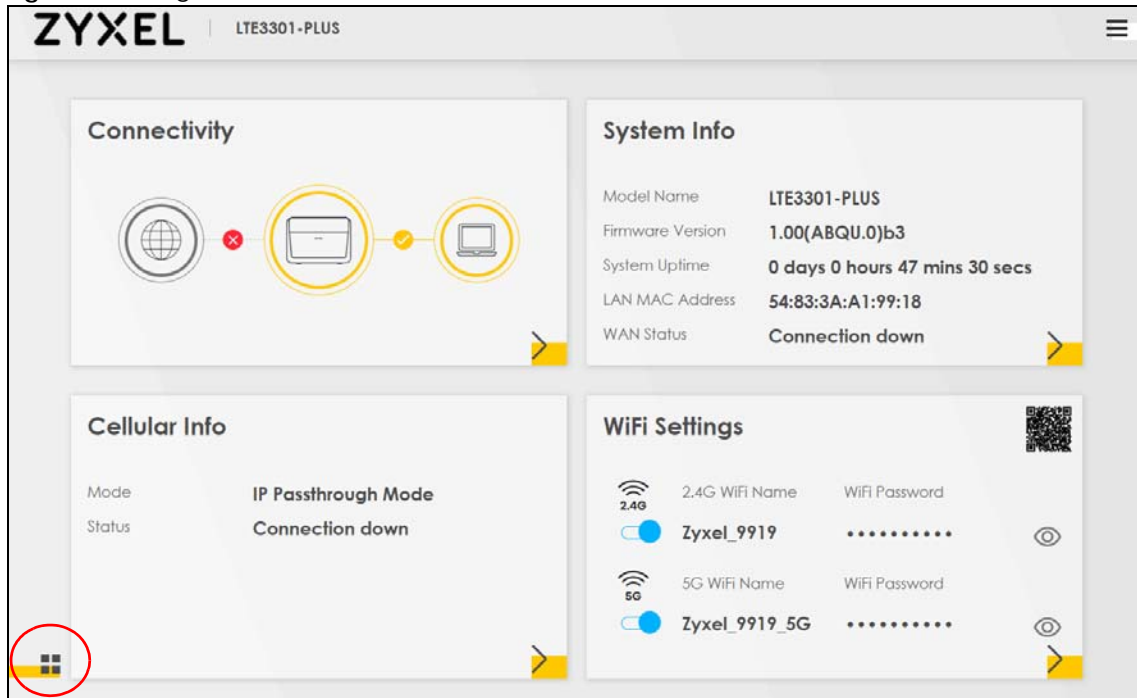 ZYXEL LTE3301-PLUS
Connectivity
System Info
Model Name LTE3301-PLUS
Firmware Version 1.00(ABQU.0)b3
System Uptime 0 days 0 hours 47 mins 30 secs
LAN MAC Address 54:83:3A:A1:99:18
WAN Status Connection down
Cellular Info
Mode IP Passthrough Mode
Status Connection down
WiFi Settings
2.4G 2.4G WiFi Name WiFi Password
Zyxel_9919 ••••••••••
5G 5G WiFi Name WiFi Password
Zyxel_9919_5G ••••••••••